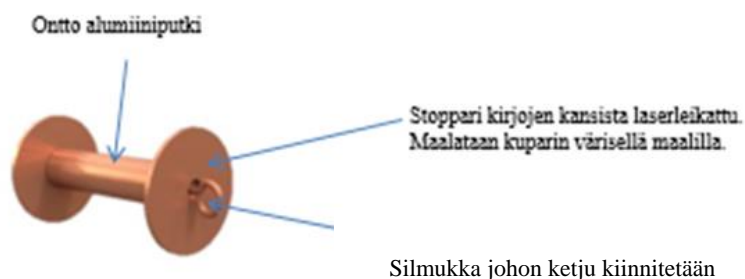 Ontto alumiiniputki
Stoppari kirjojen kansista laserleikattu.
Maalataan kuparin värisellä maalilla.
Silmukka johon ketju kiinnitetään